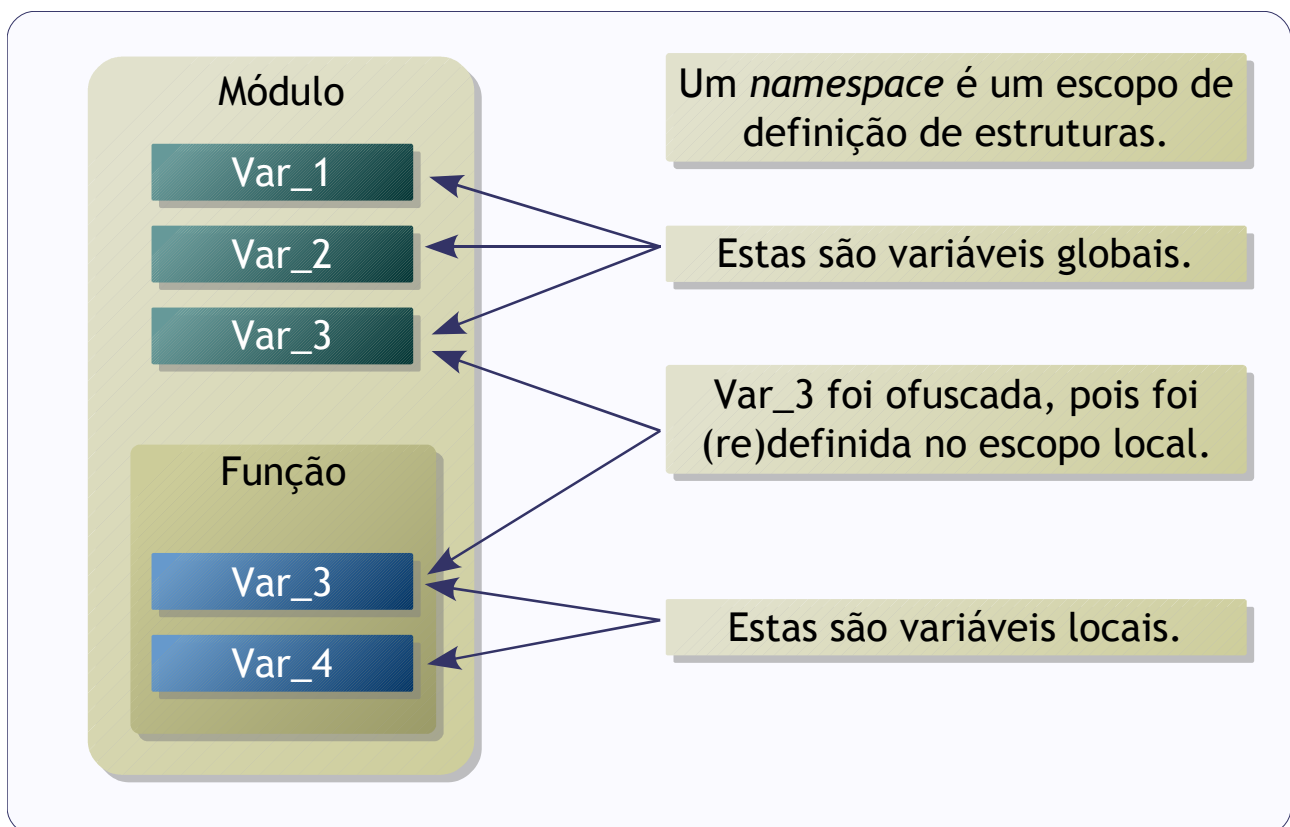 Módulo
Var_1
Var_2
Var_3
Função
Var_3
Var_4
Um namespace é um escopo de
definição de estruturas.
Estas são variáveis globais.
Var_3 foi ofuscada, pois foi
(re)definida no escopo local.
Estas são variáveis locais.